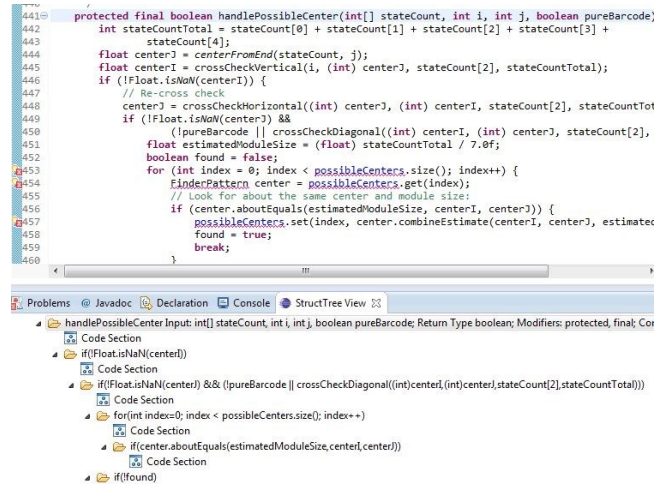 441 protected final boolean handlePossibleCenter(int[] stateCount, int i, int j, boolean pureBarcode)
442 int stateCountTotal = stateCount[0] + stateCount[1] + stateCount[2] + stateCount[3] +
443 stateCount[4];
444 float centerJ = centerFromEnd(stateCount, j);
445 float centerI = crossCheckVertical(i, (int) centerJ, stateCount[2], stateCountTotal);
446 if (!Float.isNaN(centerI)) {
447 // Re-cross check
448 centerJ = crossCheckHorizontal((int) centerJ, (int) centerI, stateCount[2], stateCountTot
449 if (!Float.isNaN(centerJ) &&
450 (!pureBarcode || crossCheckDiagonal((int) centerI, (int) centerJ, stateCount[2],
451 float estimatedModuleSize = (float) stateCountTotal / 7.0f;
452 boolean found = false;
453 for (int index = 0; index < possibleCenters.size(); index++) {
454 FinderPattern center = possibleCenters.get(index);
455 // Look for about the same center and module size:
456 if (center.aboutEquals(estimatedModuleSize, centerI, centerJ)) {
457 possibleCenters.set(index, center.combineEstimate(centerI, centerJ, estimated
458 found = true;
459 break;
460 }
Problems @ Javadoc Declaration Console StructTree View
handlePossibleCenter Input: int[] stateCount, int i, int j, boolean pureBarcode; Return Type boolean; Modifiers: protected, final; Cor
Code Section
if(!Float.isNaN(centerI))
Code Section
if(!Float.isNaN(centerJ) && (!pureBarcode || crossCheckDiagonal((int)centerI,(int)centerJ,stateCount[2],stateCountTotal)))
Code Section
for(int index=0; index < possibleCenters.size(); index++)
Code Section
if(center.aboutEquals(estimatedModuleSize,centerI,centerJ))
Code Section
if(!found)